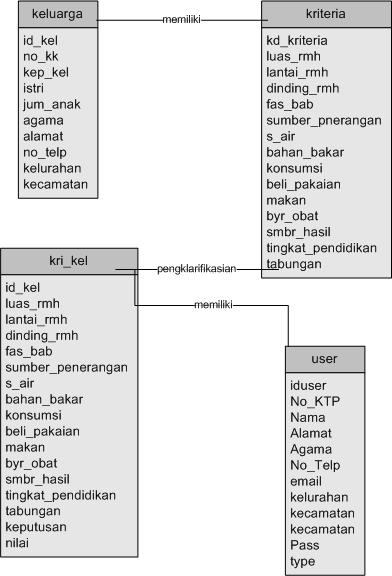 keluarga
id_kel
no_kk
kep_kel
istri
jum_anak
agama
alamat
no_telp
kelurahan
kecamatan
memiliki
kriteria
kd_kriteria
luas_rmh
lantai_rmh
dinding_rmh
fas_bab
sumber_pnerangan
s_air
bahan_bakar
konsumsi
beli_pakaian
makan
byr_obat
smbr_hasil
tingkat_pendidikan
tabungan
kri_kel
id_kel
luas_rmh
lantai_rmh
dinding_rmh
fas_bab
sumber_penerangan
s_air
bahan_bakar
konsumsi
beli_pakaian
makan
byr_obat
smbr_hasil
tingkat_pendidikan
tabungan
keputusan
nilai
pengklarifikasian
memiliki
user
iduser
No_KTP
Nama
Alamat
Agama
No_Telp
email
kelurahan
kecamatan
kecamatan
Pass
type